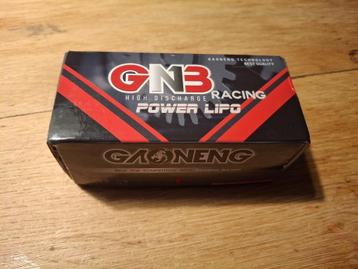 GAONENG TECHNOLOGY
BEST QUALITY
GNB
RACING
HIGH DISCHARGE
POWER LIPO
GAONENG